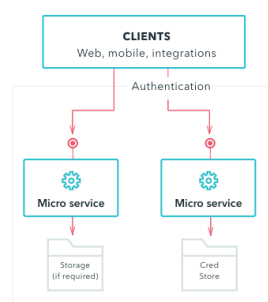 CLIENTS
Web, mobile, integrations
Authentication
Micro service
Micro service
Storage
(if required)
Cred
Store